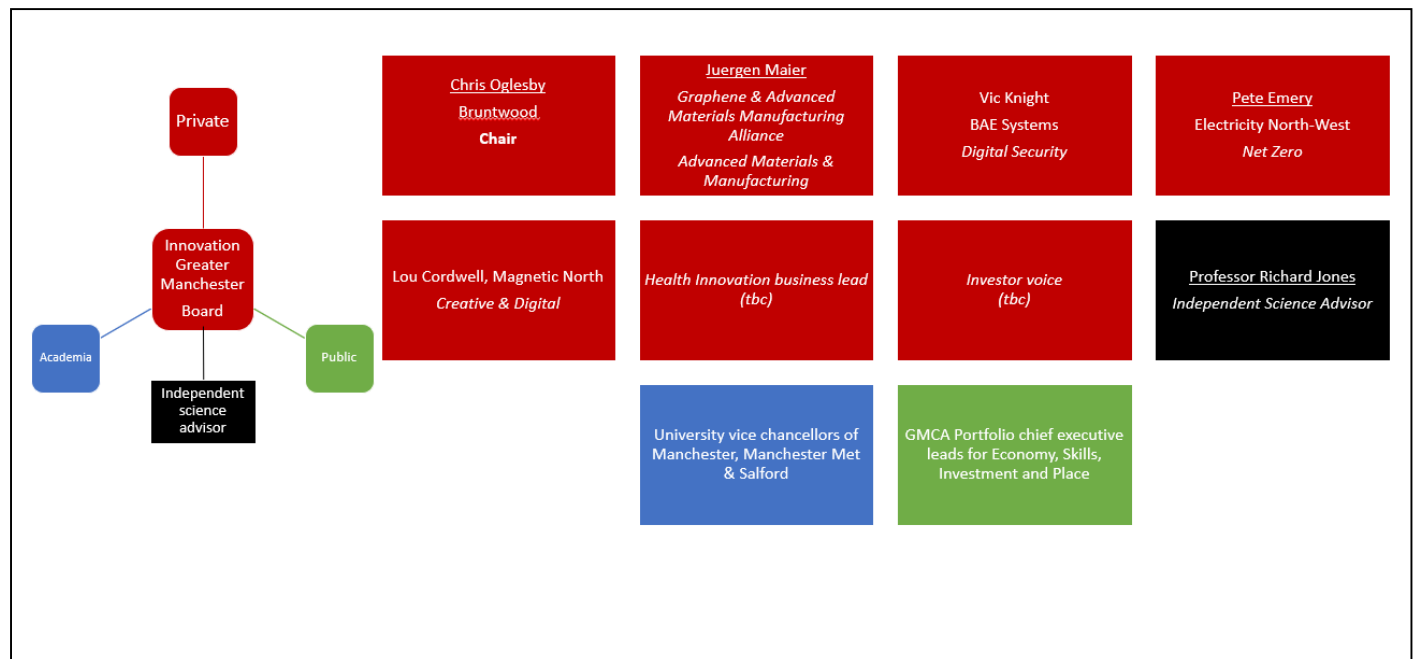 Private
Innovation
Greater
Manchester
Board
Academia
Public
Independent
science
advisor
Chris Oglesby
Bruntwood
Chair
Juergen Maier
Graphene & Advanced
Materials Manufacturing
Alliance
Advanced Materials &
Manufacturing
Vic Knight
BAE Systems
Digital Security
Pete Emery
Electricity North-West
Net Zero
Lou Cordwell, Magnetic North
Creative & Digital
Health Innovation business lead
(tbc)
Investor voice
(tbc)
Professor Richard Jones
Independent Science Advisor
University vice chancellors of
Manchester, Manchester Met
& Salford
GMCA Portfolio chief executive
leads for Economy, Skills,
Investment and Place